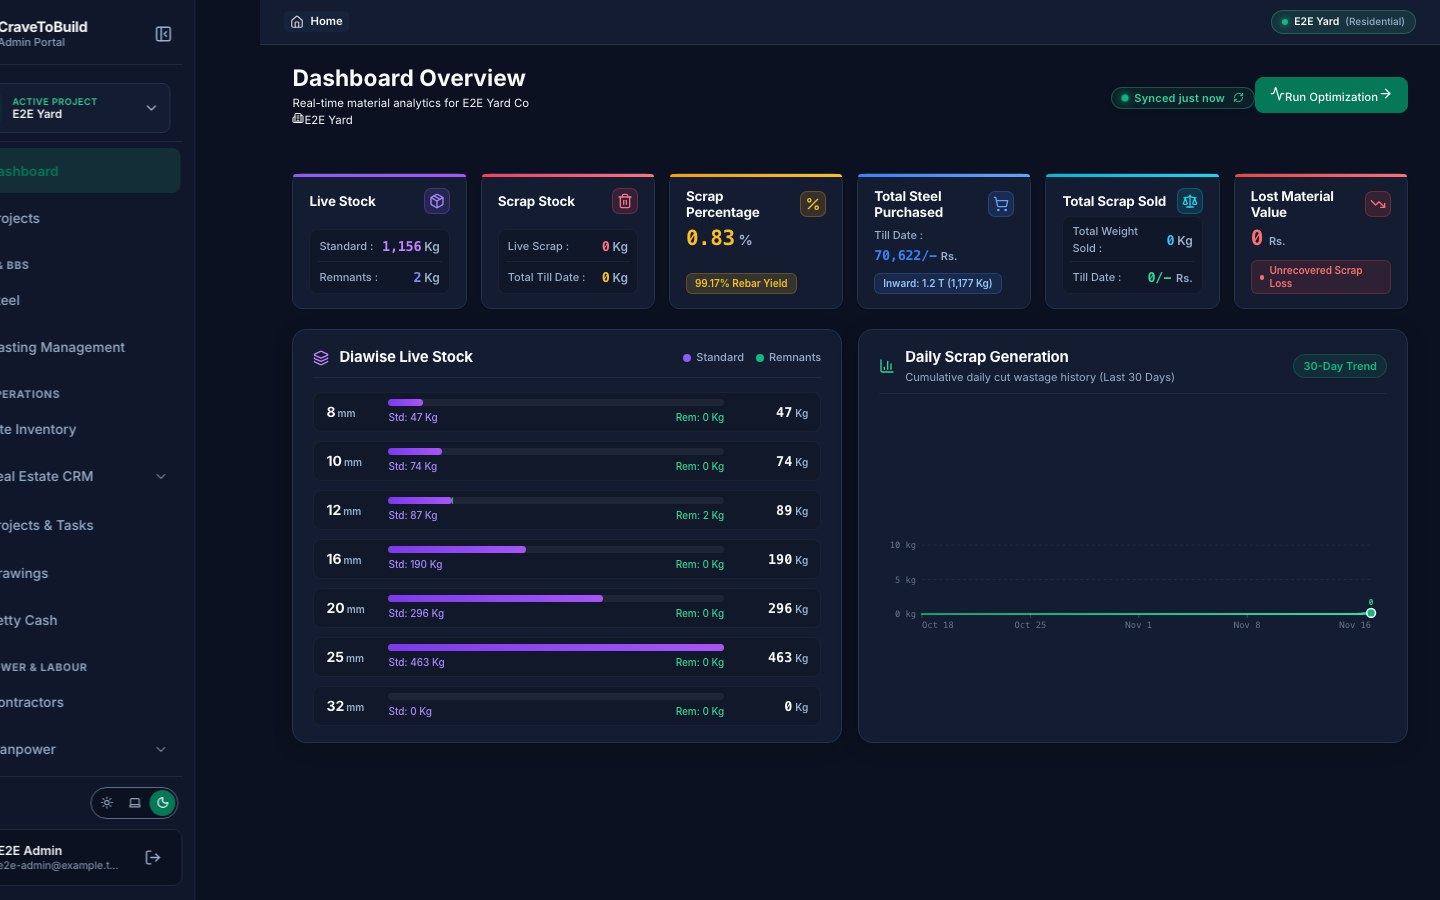 CraveToBuild
Admin Portal
ACTIVE PROJECT
E2E Yard
ashboard
rojects
& BBS
teel
asting Management
PERATIONS
te Inventory
eal Estate CRM
rojects & Tasks
rawings
etty Cash
WER & LABOUR
ontractors
anpower
E2E Admin
e2e-admin@example.t...
Home
E2E Yard (Residential)
Dashboard Overview
Real-time material analytics for E2E Yard Co
E2E Yard
Synced just now
Run Optimization
Live Stock
Standard : 1,156 Kg
Remnants : 2 Kg
Scrap Stock
Live Scrap : 0 Kg
Total Till Date : 0 Kg
Scrap
Percentage
0.83 %
99.17% Rebar Yield
Total Steel
Purchased
Till Date :
70,622/− Rs.
Inward: 1.2 T (1,177 Kg)
Total Scrap Sold
Total Weight
Sold :
0 Kg
Till Date : 0/− Rs.
Lost Material
Value
0 Rs.
Unrecovered Scrap
Loss
Diawise Live Stock
Standard
Remnants
8 mm
Std: 47 Kg
Rem: 0 Kg
47 Kg
10 mm
Std: 74 Kg
Rem: 0 Kg
74 Kg
12 mm
Std: 87 Kg
Rem: 2 Kg
89 Kg
16 mm
Std: 190 Kg
Rem: 0 Kg
190 Kg
20 mm
Std: 296 Kg
Rem: 0 Kg
296 Kg
25 mm
Std: 463 Kg
Rem: 0 Kg
463 Kg
32 mm
Std: 0 Kg
Rem: 0 Kg
0 Kg
Daily Scrap Generation
Cumulative daily cut wastage history (Last 30 Days)
30-Day Trend
10 kg
5 kg
0 kg
0
Oct 18
Oct 25
Nov 1
Nov 8
Nov 16